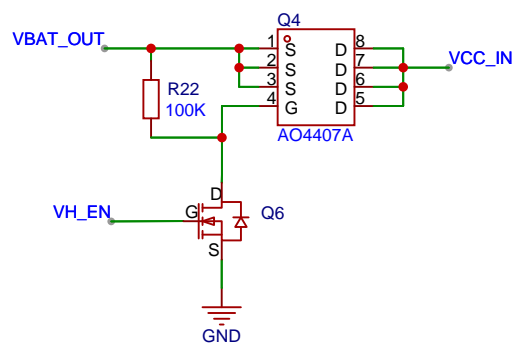 Q4
VBAT_OUT
1 S D 8
VCC_IN
2 S D 7
3 S D 6
4 G D 5
R22
100K
AO4407A
D
VH_EN
G
Q6
S
GND